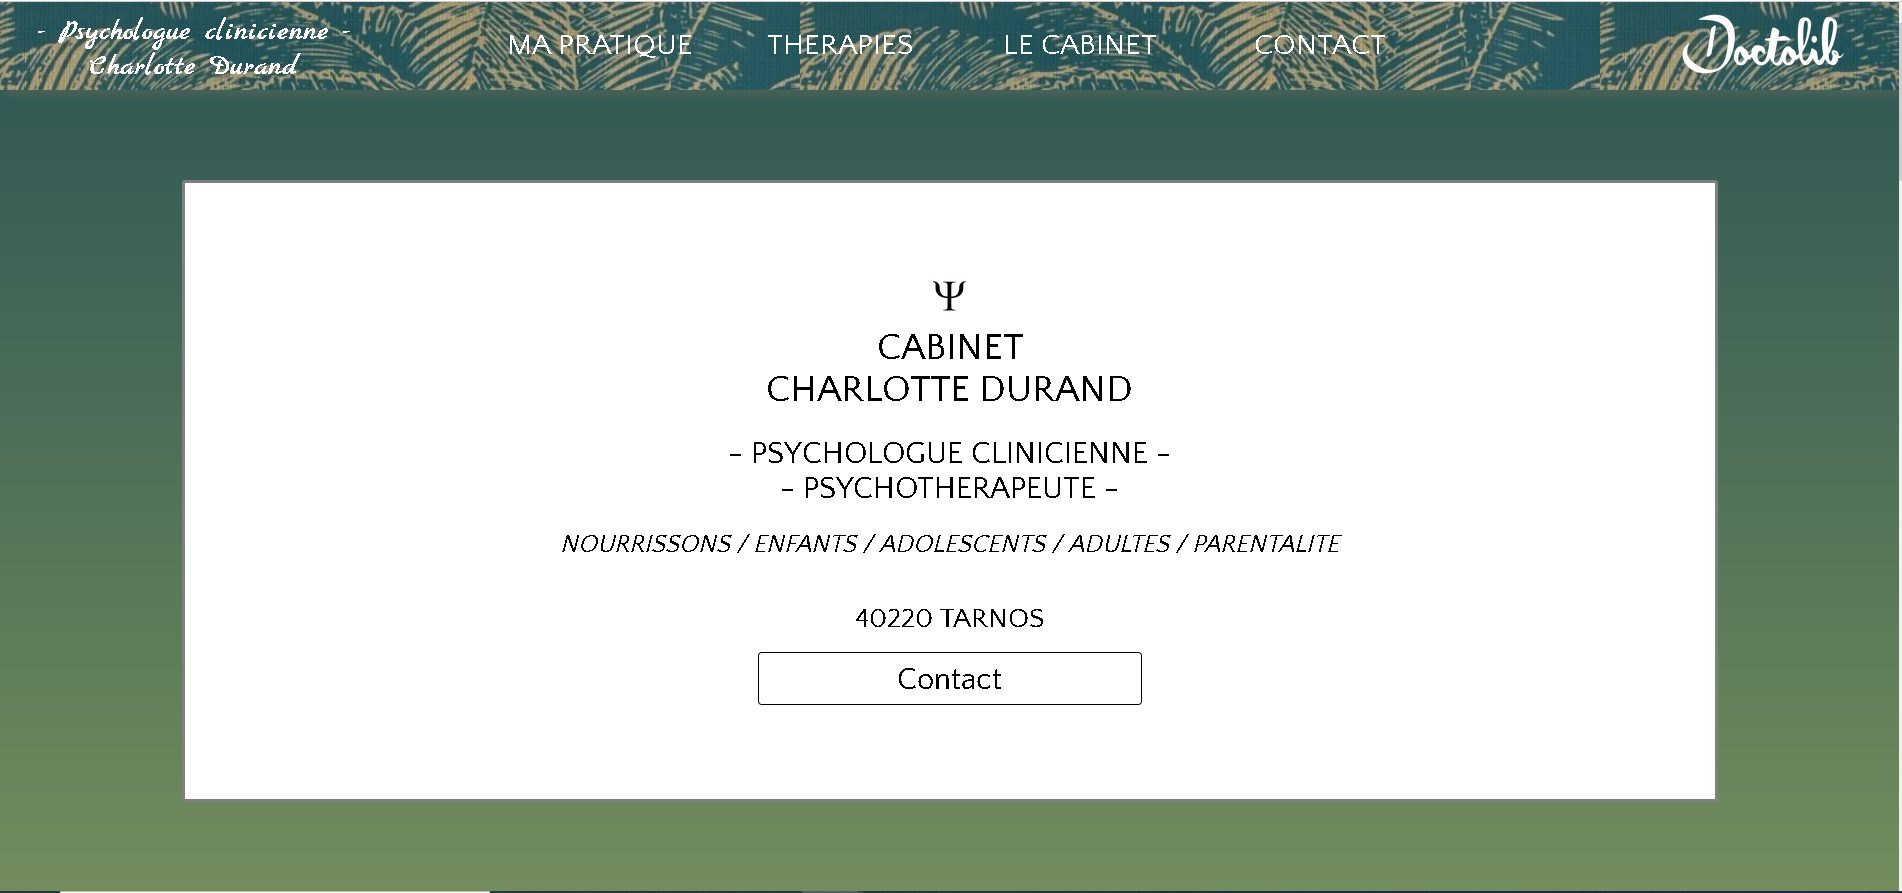 - Psychologue clinicienne -
Charlotte Durand
MA PRATIQUE
THERAPIES
LE CABINET
CONTACT
Doctolib
Ψ
CABINET
CHARLOTTE DURAND
– PSYCHOLOGUE CLINICIENNE –
– PSYCHOTHERAPEUTE –
NOURRISSONS / ENFANTS / ADOLESCENTS / ADULTES / PARENTALITE
40220 TARNOS
Contact